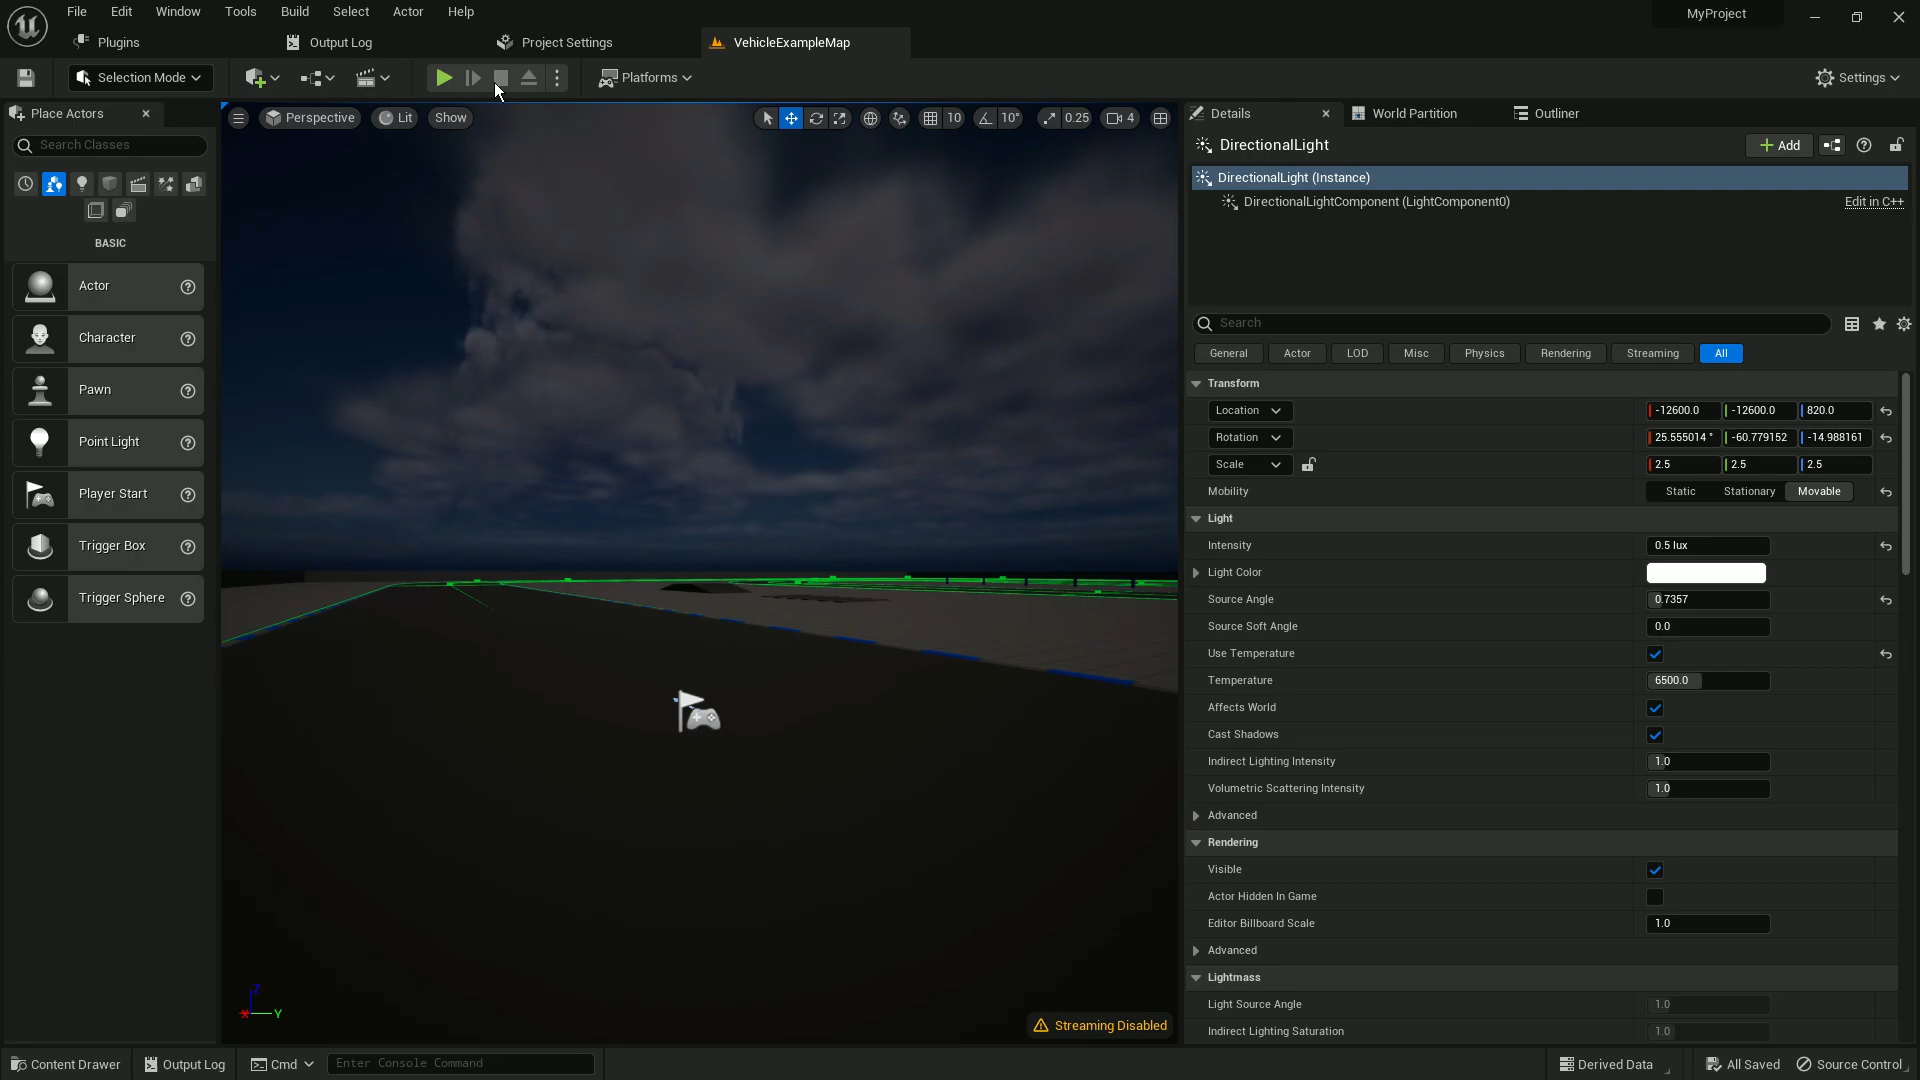 File Edit Window Tools Build Select Actor Help
MyProject
Plugins
Output Log
Project Settings
VehicleExampleMap
Selection Mode
Platforms
Settings
Place Actors
Search Classes
BASIC
Actor
Character
Pawn
Point Light
Player Start
Trigger Box
Trigger Sphere
Perspective
Lit
Show
10
10°
0.25
4
Z
X
Y
Streaming Disabled
Details
World Partition
Outliner
DirectionalLight
Add
DirectionalLight (Instance)
DirectionalLightComponent (LightComponent0)
Edit in C++
Search
General Actor LOD Misc Physics Rendering Streaming All
Transform
Location -12600.0 -12600.0 820.0
Rotation 25.555014 ° -60.779152 -14.988161
Scale 2.5 2.5 2.5
Mobility Static Stationary Movable
Light
Intensity 0.5 lux
Light Color
Source Angle 0.7357
Source Soft Angle 0.0
Use Temperature
Temperature 6500.0
Affects World
Cast Shadows
Indirect Lighting Intensity 1.0
Volumetric Scattering Intensity 1.0
Advanced
Rendering
Visible
Actor Hidden In Game
Editor Billboard Scale 1.0
Advanced
Lightmass
Light Source Angle 1.0
Indirect Lighting Saturation 1.0
Content Drawer
Output Log
Cmd
Enter Console Command
Derived Data
All Saved
Source Control